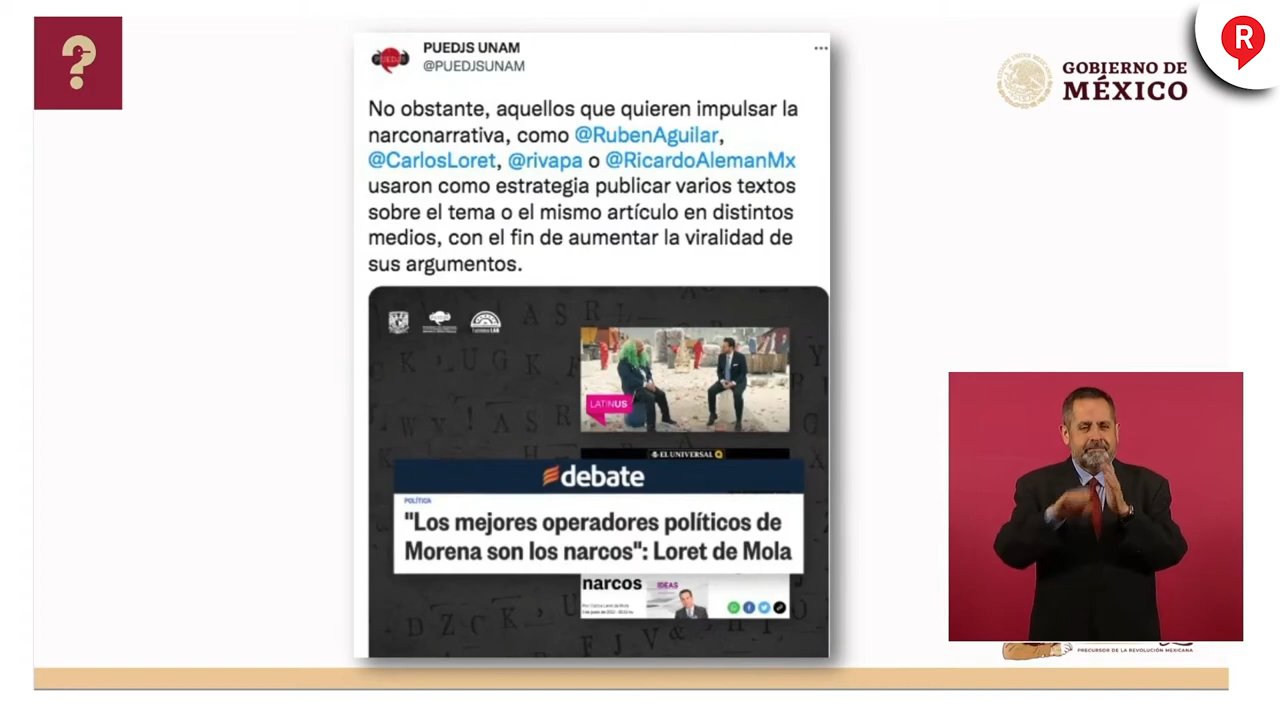 PUEDJS UNAM
@PUEDJSUNAM
No obstante, aquellos que quieren impulsar la
narconarrativa, como @RubenAguilar,
@CarlosLoret, @rivapa o @RicardoAlemanMx
usaron como estrategia publicar varios textos
sobre el tema o el mismo artículo en distintos
medios, con el fin de aumentar la viralidad de
sus argumentos.
LATINUS
EL UNIVERSAL
debate
POLÍTICA
"Los mejores operadores políticos de
Morena son los narcos": Loret de Mola
narcos
IDEAS
GOBIERNO DE
MÉXICO
R
PRECURSOR DE LA REVOLUCIÓN MEXICANA